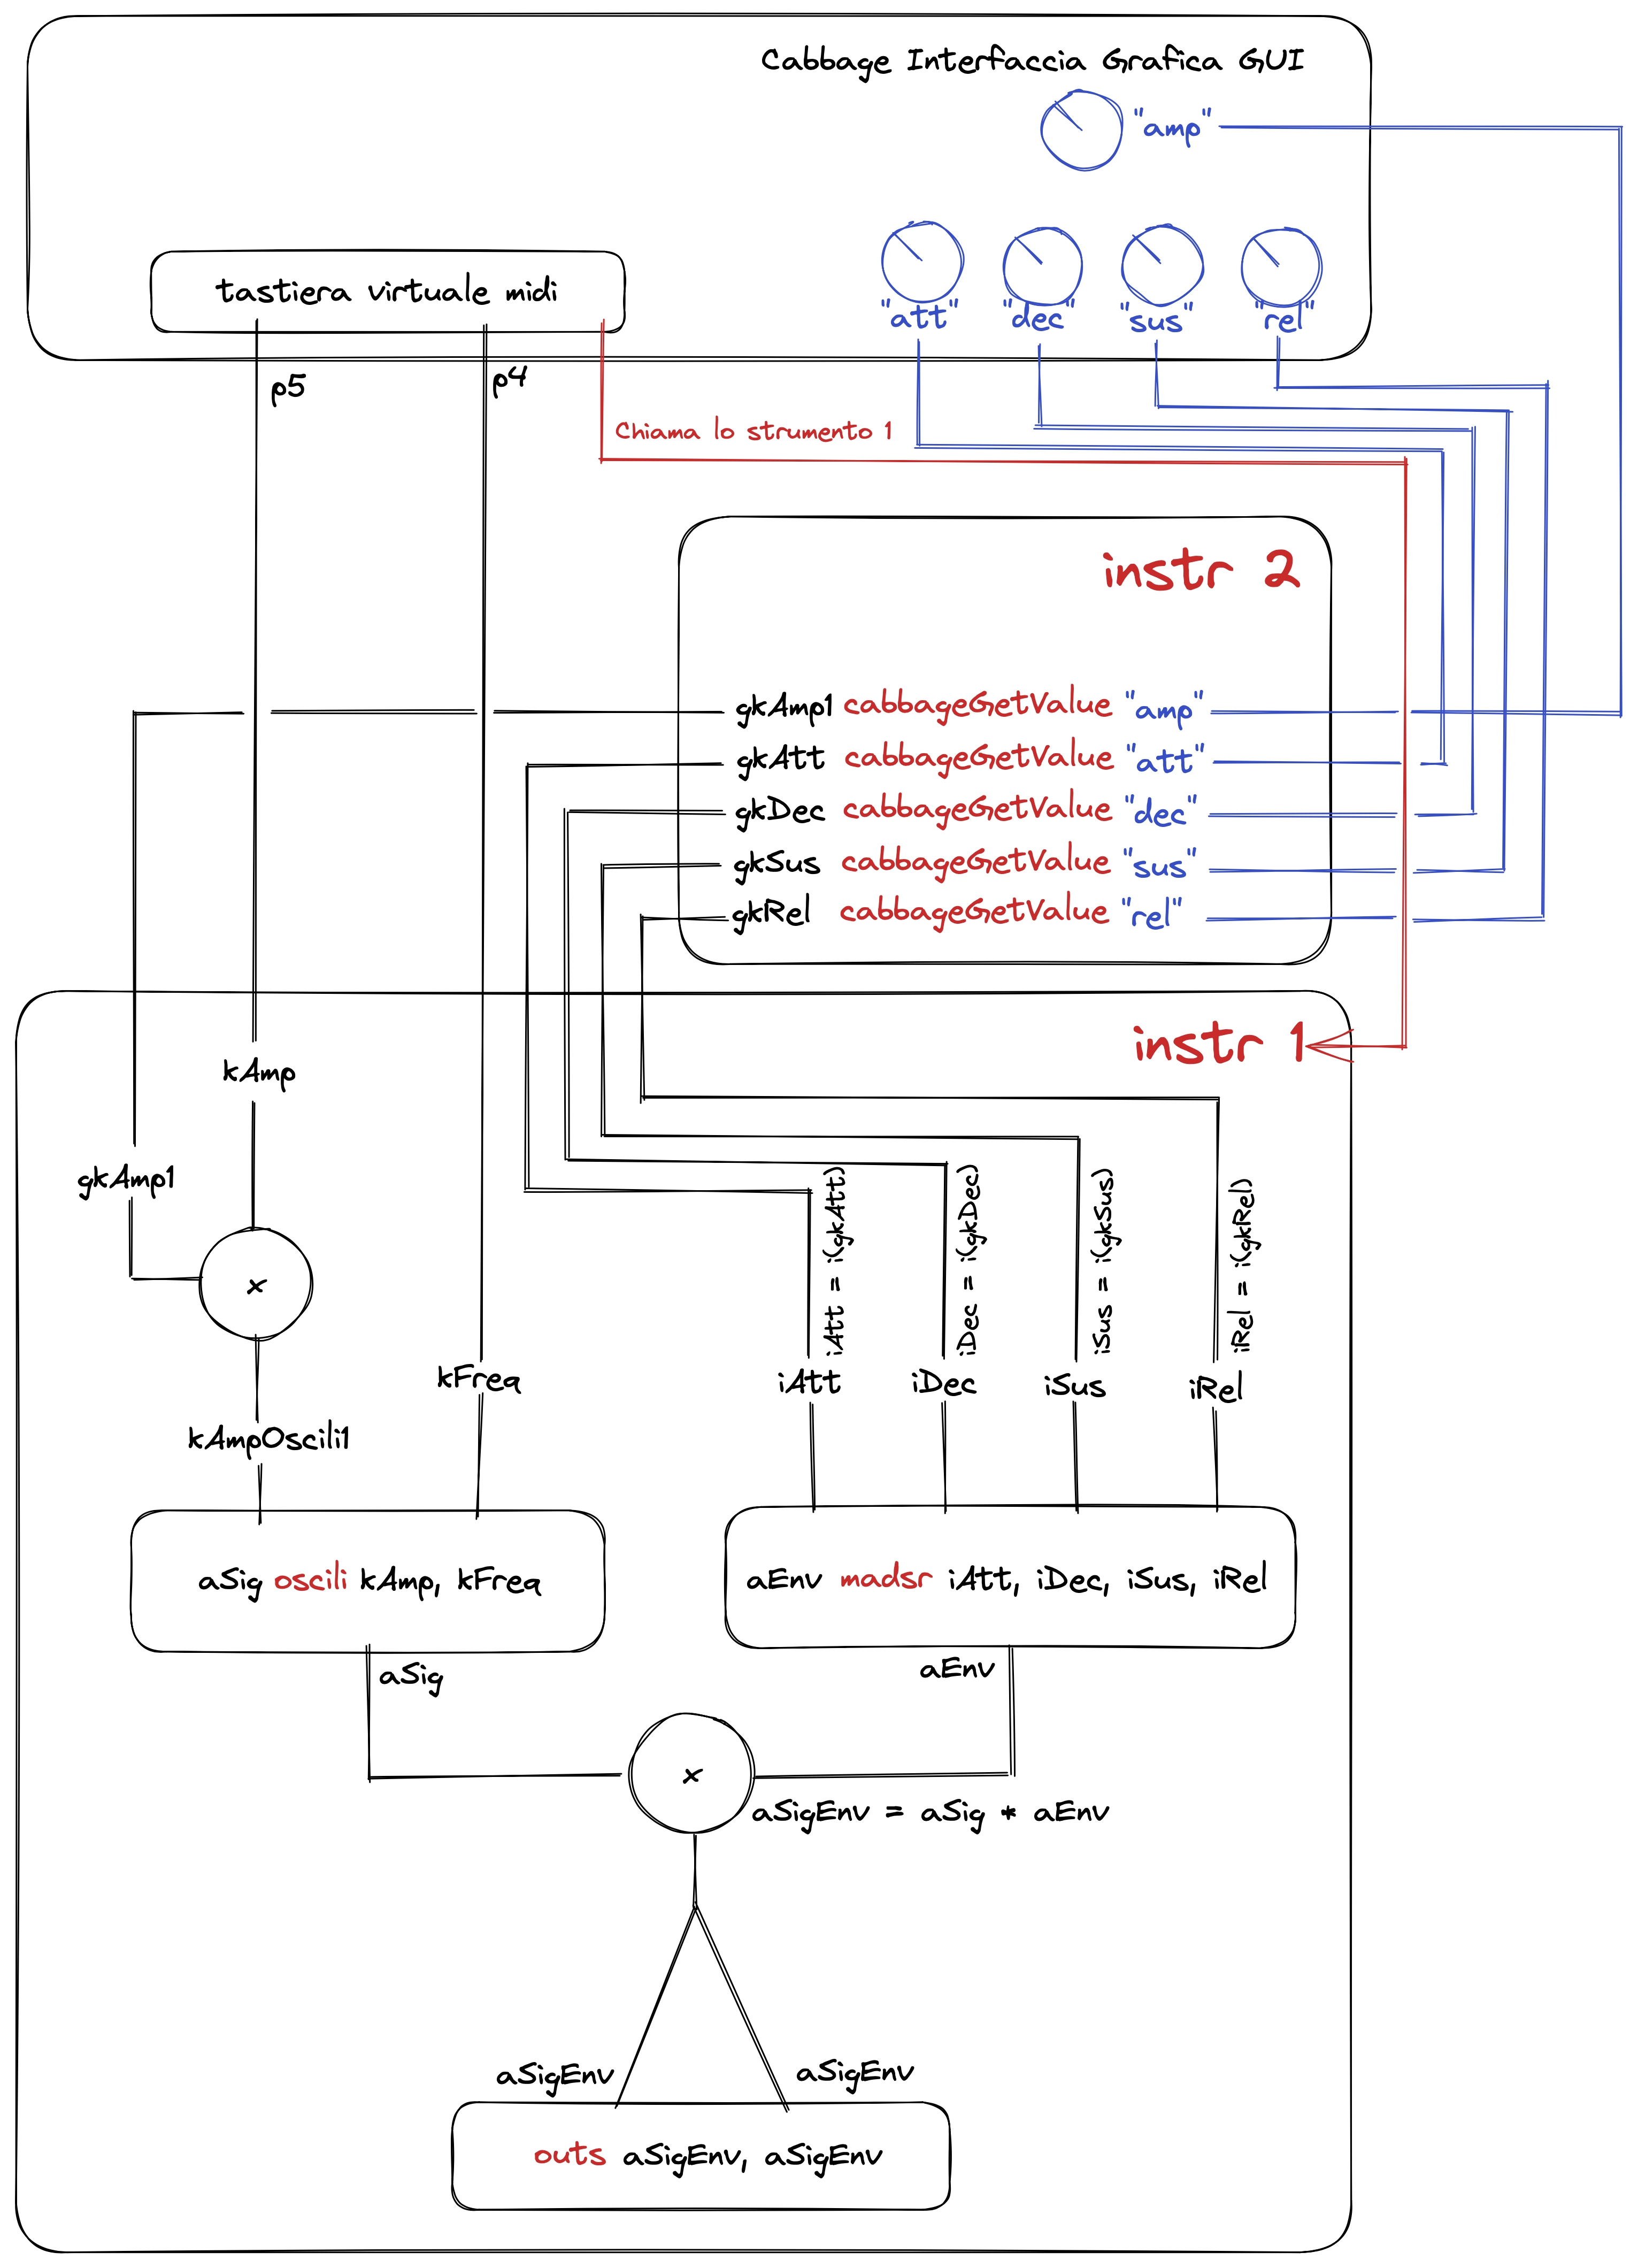 Cabbage Interfaccia Grafica GUI
"amp"
tastiera virtuale midi
"att" "dec" "sus" "rel"
p5
p4
Chiama lo strumento 1
instr 2
gkAmp1 cabbageGetValue "amp"
gkAtt cabbageGetValue "att"
gkDec cabbageGetValue "dec"
gkSus cabbageGetValue "sus"
gkRel cabbageGetValue "rel"
instr 1
kAmp
gkAmp1
x
iAtt = i(gkAtt)
iDec = i(gkDec)
iSus = i(gkSus)
iRel = i(gkRel)
kFreq
iAtt
iDec
iSus
iRel
kAmpOscili1
aSig oscili kAmp, kFreq
aEnv madsr iAtt, iDec, iSus, iRel
aSig
aEnv
x
aSigEnv = aSig * aEnv
aSigEnv
aSigEnv
outs aSigEnv, aSigEnv